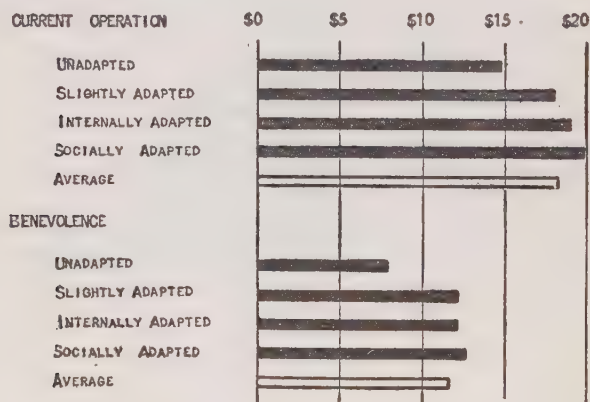 CURRENT OPERATION $0 $5 $10 $15 $20
UNADAPTED
SLIGHTLY ADAPTED
INTERNALLY ADAPTED
SOCIALLY ADAPTED
AVERAGE
BENEVOLENCE
UNADAPTED
SLIGHTLY ADAPTED
INTERNALLY ADAPTED
SOCIALLY ADAPTED
AVERAGE